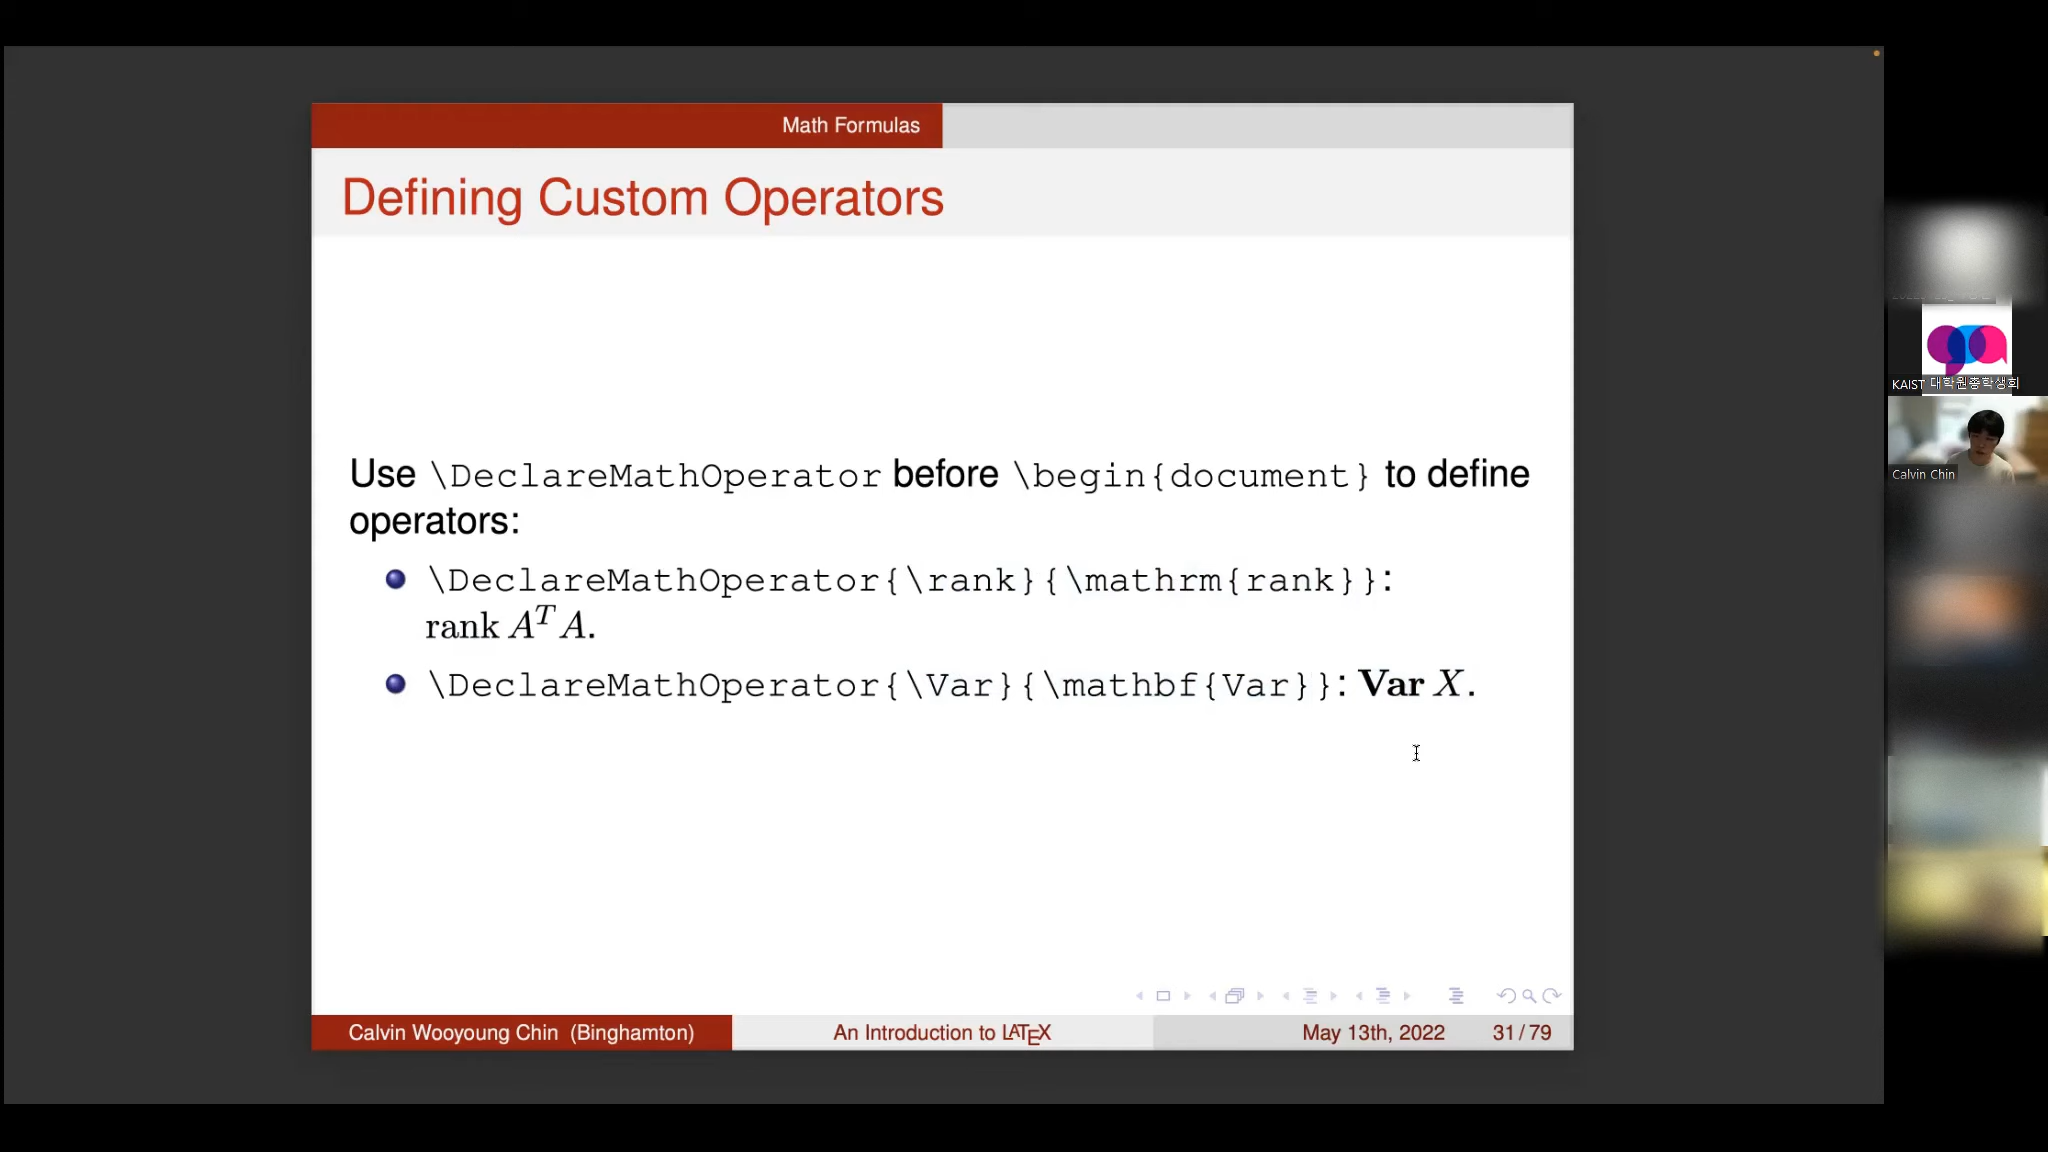 Math Formulas
Defining Custom Operators
Use \DeclareMathOperator before \begin{document} to define
operators:
\DeclareMathOperator{\rank}{\mathrm{rank}}:
rank A^T A.
\DeclareMathOperator{\Var}{\mathbf{Var}}: Var X.
Calvin Wooyoung Chin (Binghamton)
An Introduction to LATEX
May 13th, 2022
31 / 79
KAIST 대학원총학생회
Calvin Chin